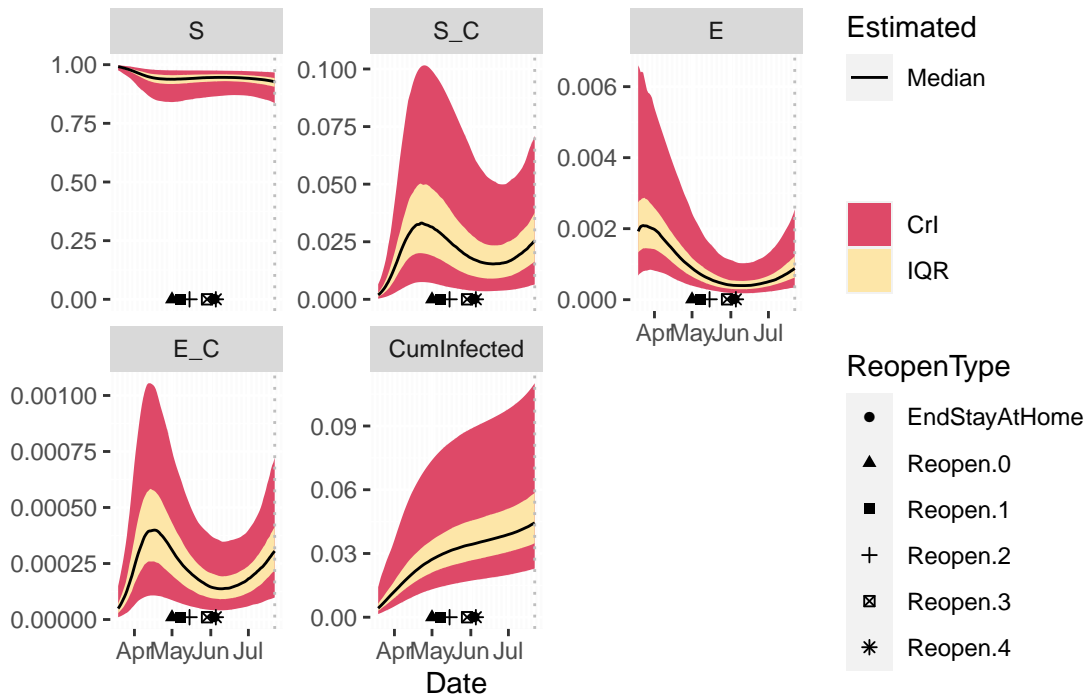 S
S_C
E
Estimated
Median
CrI
IQR
1.00
0.75
0.50
0.25
0.00
0.100
0.075
0.050
0.025
0.000
0.006
0.004
0.002
0.000
Apr May Jun Jul
E_C
CumInfected
ReopenType
EndStayAtHome
Reopen.0
Reopen.1
Reopen.2
Reopen.3
Reopen.4
0.00100
0.00075
0.00050
0.00025
0.00000
0.09
0.06
0.03
0.00
Apr May Jun Jul
Apr May Jun Jul
Date